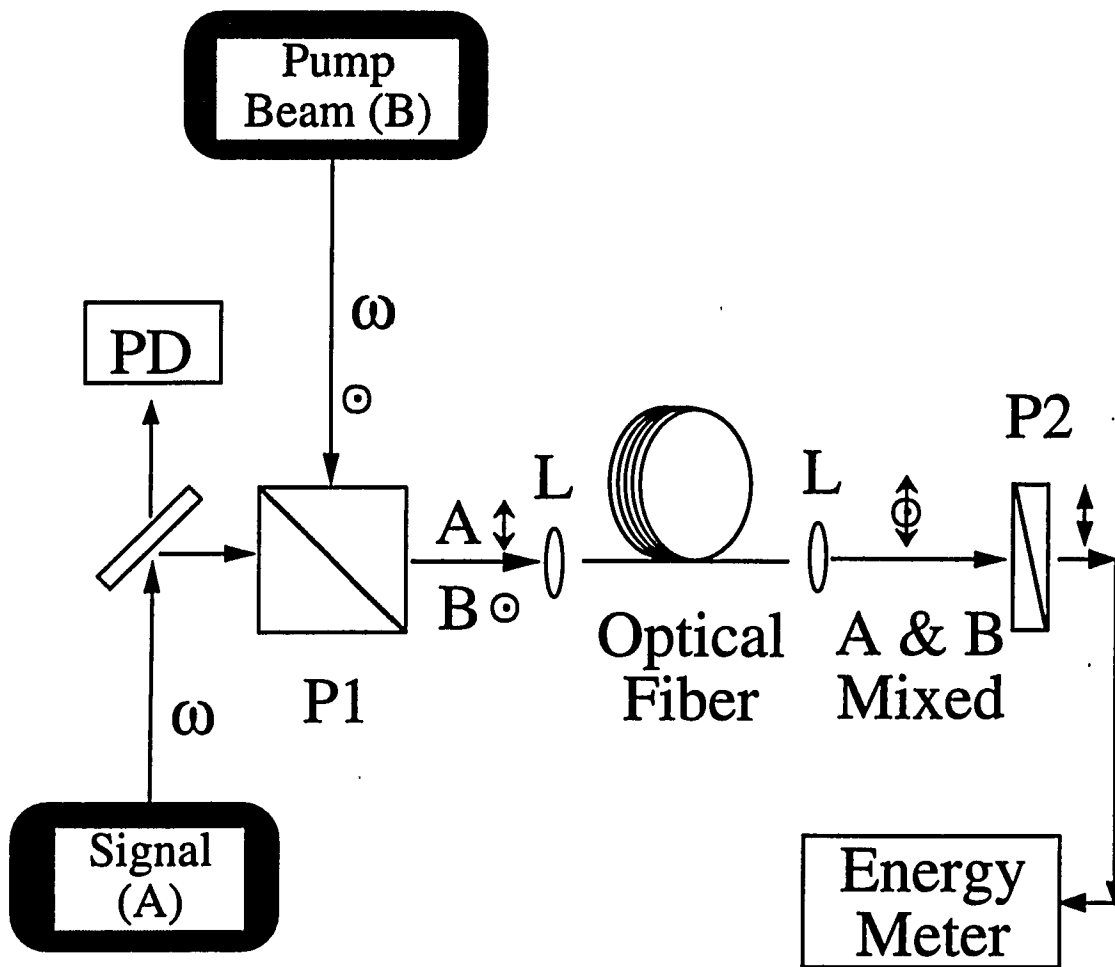 Pump
Beam (B)
ω
PD
P2
L
L
A
B
Optical
Fiber
A & B
Mixed
P1
ω
Signal
(A)
Energy
Meter